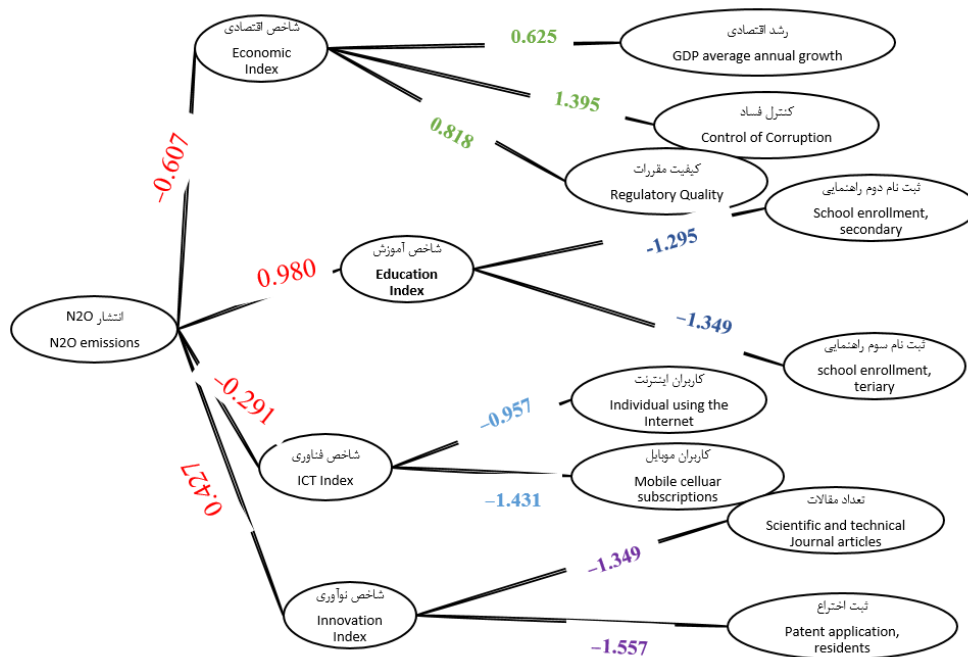 شاخص اقتصادی
Economic
Index
0.625
رشد اقتصادی
GDP average annual growth
1.395
کنترل فساد
Control of Corruption
0.818
کیفیت مقررات
Regulatory Quality
–0.607
ثبت نام دوم راهنمایی
School enrollment,
secondary
-1.295
شاخص آموزش
Education
Index
0.980
–1.349
ثبت نام سوم راهنمایی
school enrollment,
teriary
انتشار N2O
N2O emissions
–0.291
کاربران اینترنت
Individual using the
Internet
–0.957
شاخص فناوری
ICT Index
کاربران موبایل
Mobile celluar
subscriptions
–1.431
0.427
تعداد مقالات
Scientific and technical
Journal articles
–1.349
شاخص نوآوری
Innovation
Index
ثبت اختراع
Patent application,
residents
–1.557